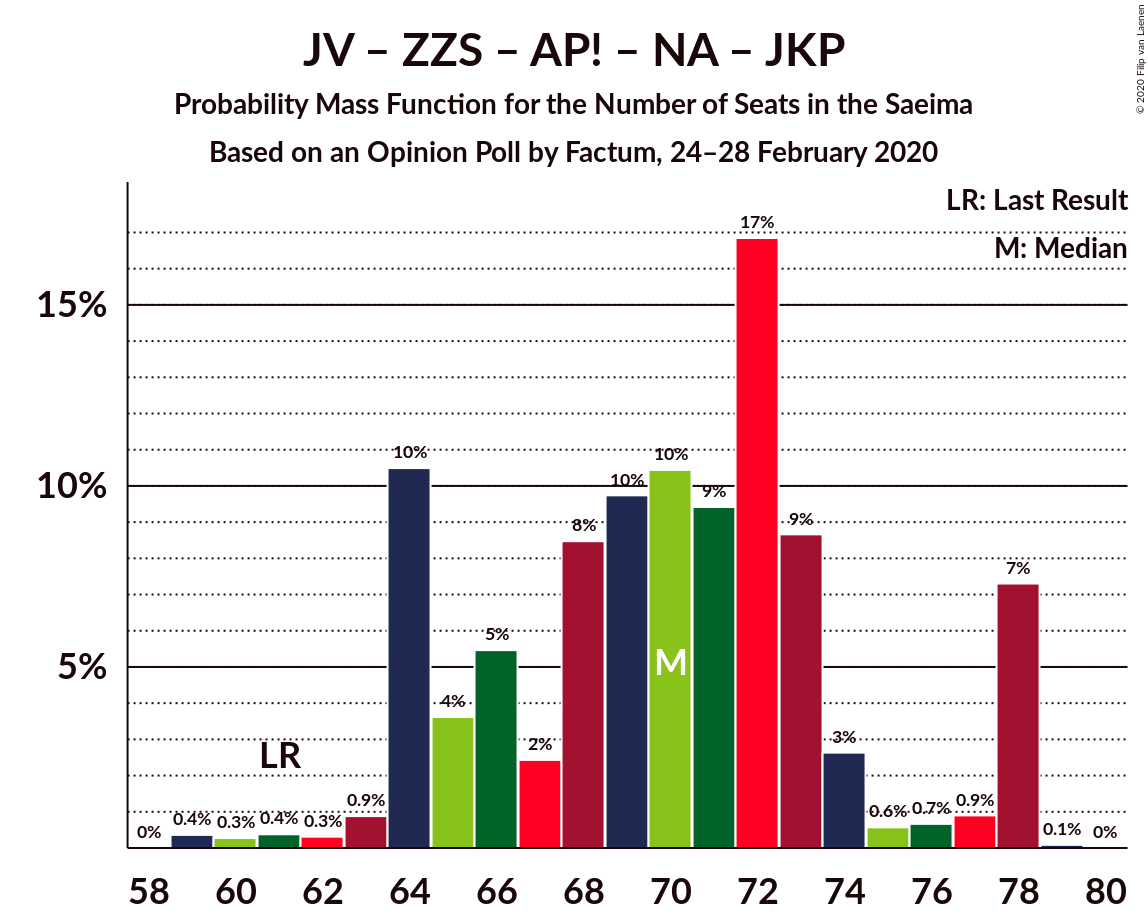 JV – ZZS – AP! – NA – JKP
Probability Mass Function for the Number of Seats in the Saeima
Based on an Opinion Poll by Factum, 24–28 February 2020
© 2020 Filip van Laenen
LR: Last Result
M: Median
15%
10%
5%
0%
0.4%
0.3%
0.4%
0.3%
0.9%
10%
4%
5%
2%
8%
10%
10%
9%
17%
9%
3%
0.6%
0.7%
0.9%
7%
0.1%
0%
LR
M
58 60 62 64 66 68 70 72 74 76 78 80